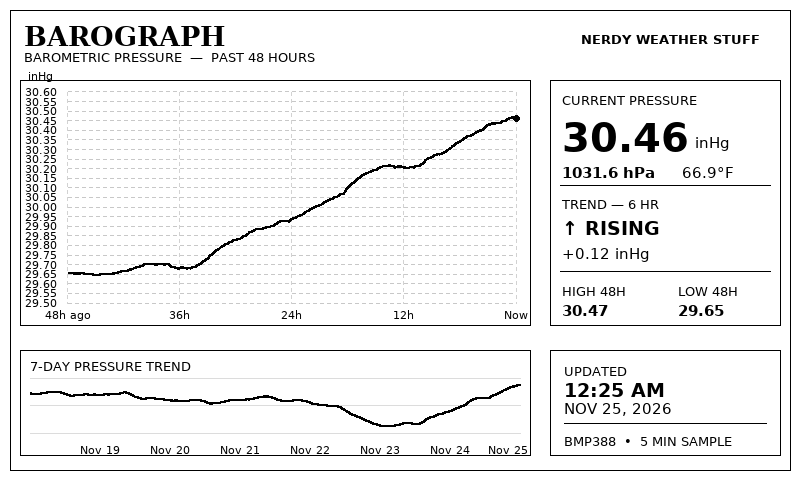 BAROGRAPH
BAROMETRIC PRESSURE — PAST 48 HOURS
NERDY WEATHER STUFF
inHg
30.60
30.55
30.50
30.45
30.40
30.35
30.30
30.25
30.20
30.15
30.10
30.05
30.00
29.95
29.90
29.85
29.80
29.75
29.70
29.65
29.60
29.55
29.50
48h ago 36h 24h 12h Now
CURRENT PRESSURE
30.46 inHg
1031.6 hPa 66.9°F
TREND — 6 HR
↑ RISING
+0.12 inHg
HIGH 48H LOW 48H
30.47 29.65
7-DAY PRESSURE TREND
Nov 19 Nov 20 Nov 21 Nov 22 Nov 23 Nov 24 Nov 25
UPDATED
12:25 AM
NOV 25, 2026
BMP388 • 5 MIN SAMPLE